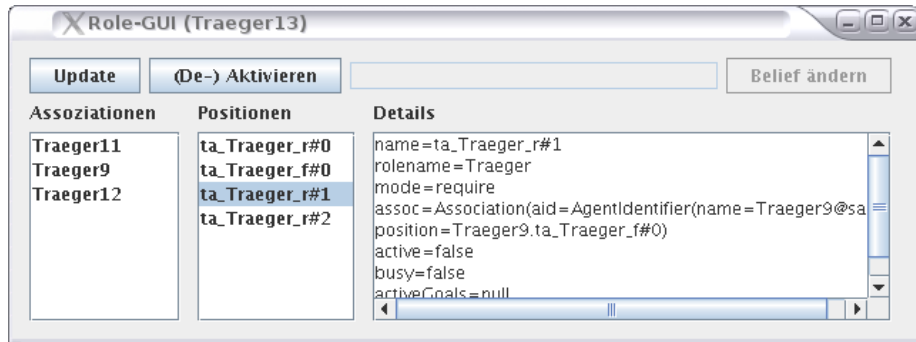 Role-GUI (Traeger13)
Update (De-) Aktivieren Belief ändern
Assoziationen Positionen Details
Traeger11
Traeger9
Traeger12
ta_Traeger_r#0
ta_Traeger_f#0
ta_Traeger_r#1
ta_Traeger_r#2
name=ta_Traeger_r#1
rolename=Traeger
mode=require
assoc=Association(aid=AgentIdentifier(name=Traeger9@sa
position=Traeger9.ta_Traeger_f#0)
active=false
busy=false
activeGoals=null